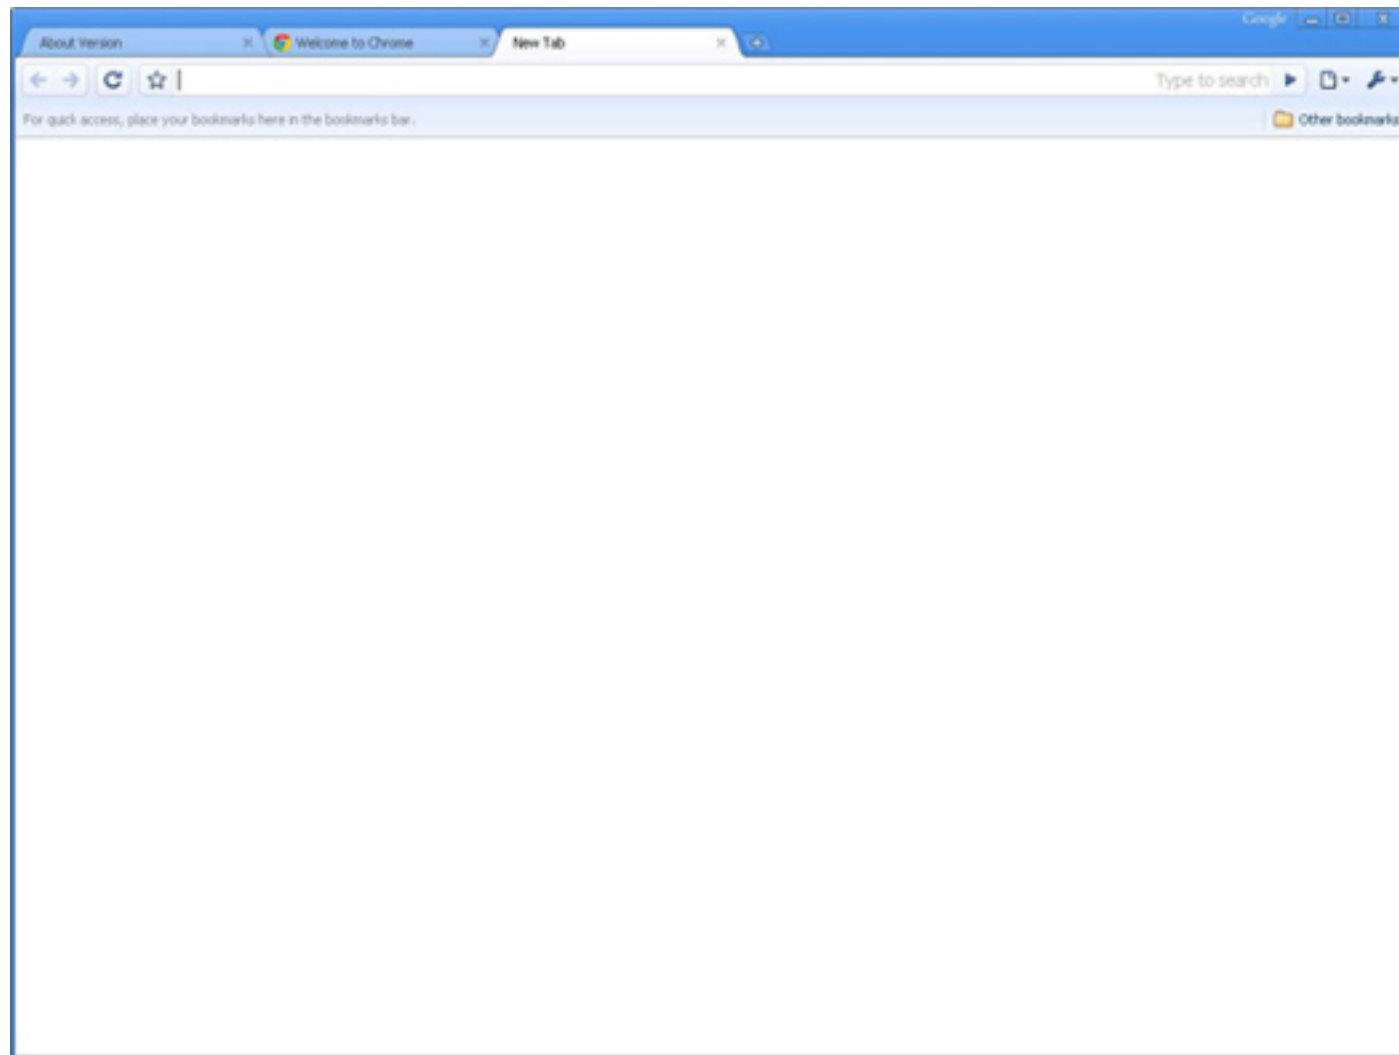 Google
About Version Welcome to Chrome New Tab
Type to search
For quick access, place your bookmarks here in the bookmarks bar. Other bookmarks